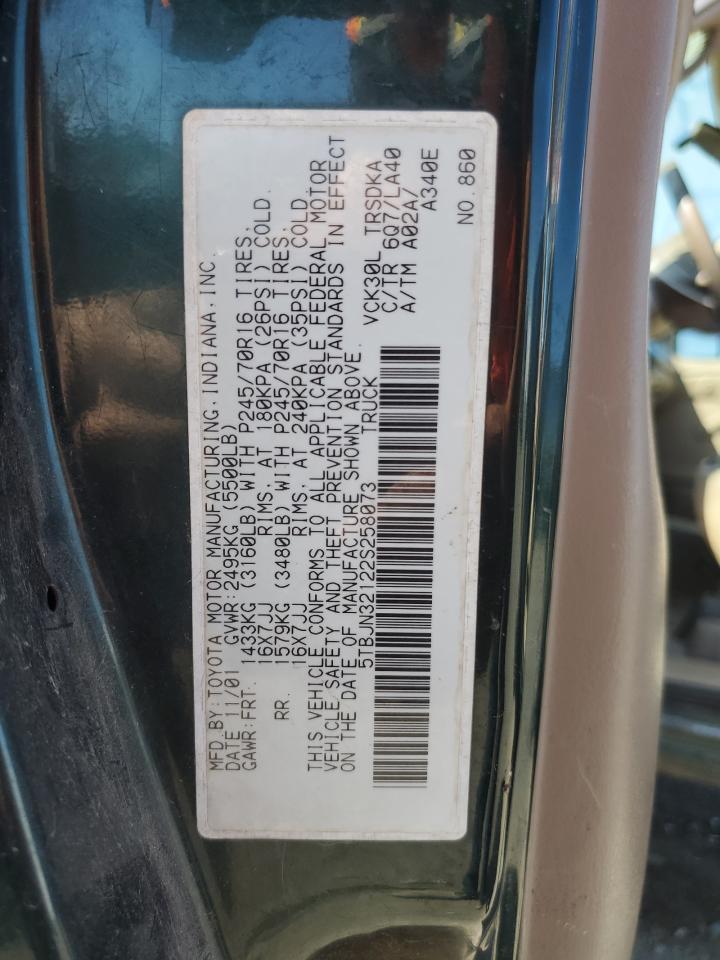 MFD.BY:TOYOTA MOTOR MANUFACTURING,INDIANA,INC.
DATE 11/01 GVWR:2495KG (5500LB)
GAWR:FRT. 1433KG (3160LB) WITH P245/70R16 TIRES,
16X7JJ RIMS, AT 180KPA (26PSI) COLD.
RR. 1579KG (3480LB) WITH P245/70R16 TIRES,
16X7JJ RIMS, AT 240KPA (35PSI) COLD.
THIS VEHICLE CONFORMS TO ALL APPLICABLE FEDERAL MOTOR
VEHICLE SAFETY AND THEFT PREVENTION STANDARDS IN EFFECT
ON THE DATE OF MANUFACTURE SHOWN ABOVE.
5TBJN32122S258073 TRUCK
VCK30L TRSDKA
C/TR 6Q7/LA40
A/TM A02A/
A340E
NO.860